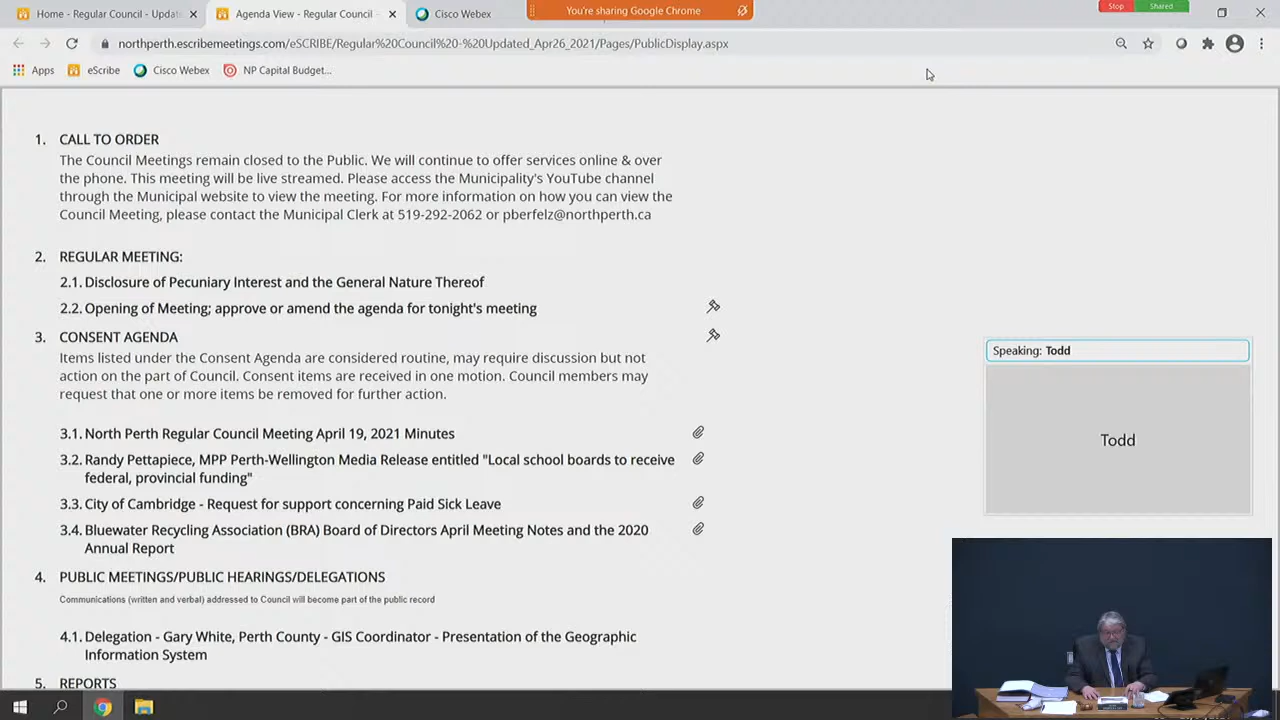 Home - Regular Council - Update
Agenda View - Regular Council -
Cisco Webex
You're sharing Google Chrome
Stop
Shared
northperth.escribemeetings.com/eSCRIBE/Regular%20Council%20-%20Updated_Apr26_2021/Pages/PublicDisplay.aspx
Apps
eScribe
Cisco Webex
NP Capital Budget...
1. CALL TO ORDER
The Council Meetings remain closed to the Public. We will continue to offer services online & over
the phone. This meeting will be live streamed. Please access the Municipality's YouTube channel
through the Municipal website to view the meeting. For more information on how you can view the
Council Meeting, please contact the Municipal Clerk at 519-292-2062 or pberfelz@northperth.ca
2. REGULAR MEETING:
2.1. Disclosure of Pecuniary Interest and the General Nature Thereof
2.2. Opening of Meeting; approve or amend the agenda for tonight's meeting
3. CONSENT AGENDA
Items listed under the Consent Agenda are considered routine, may require discussion but not
action on the part of Council. Consent items are received in one motion. Council members may
request that one or more items be removed for further action.
3.1. North Perth Regular Council Meeting April 19, 2021 Minutes
3.2. Randy Pettapiece, MPP Perth-Wellington Media Release entitled "Local school boards to receive
federal, provincial funding"
3.3. City of Cambridge - Request for support concerning Paid Sick Leave
3.4. Bluewater Recycling Association (BRA) Board of Directors April Meeting Notes and the 2020
Annual Report
4. PUBLIC MEETINGS/PUBLIC HEARINGS/DELEGATIONS
Communications (written and verbal) addressed to Council will become part of the public record
4.1. Delegation - Gary White, Perth County - GIS Coordinator - Presentation of the Geographic
Information System
5. REPORTS
Speaking: Todd
Todd